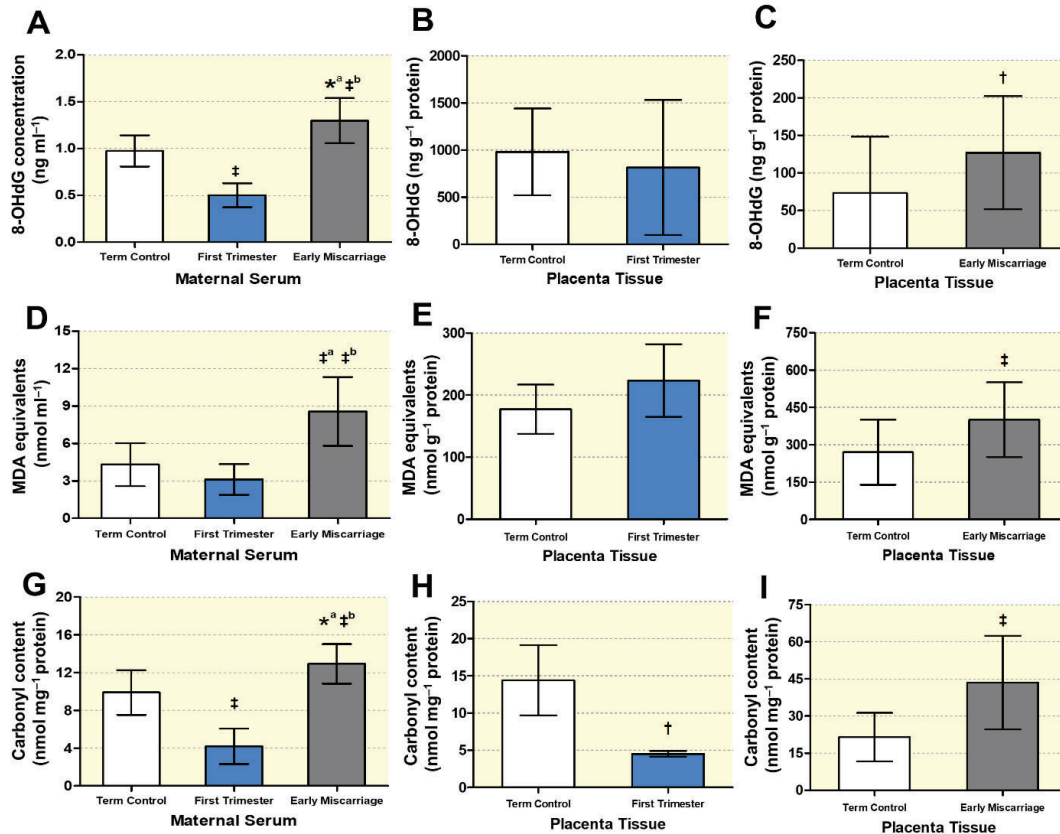 A
8-OHdG concentration
(ng ml⁻¹)
2.0
1.5
1.0
0.5
0.0
‡
*ᵃ ‡ᵇ
Term Control First Trimester Early Miscarriage
Maternal Serum
B
8-OHdG (ng g⁻¹ protein)
2000
1500
1000
500
0
Term Control First Trimester
Placenta Tissue
C
8-OHdG (ng g⁻¹ protein)
250
200
150
100
50
0
†
Term Control Early Miscarriage
Placenta Tissue
D
MDA equivalents
(nmol ml⁻¹)
15
12
9
6
3
0
‡ᵃ ‡ᵇ
Term Control First Trimester Early Miscarriage
Maternal Serum
E
MDA equivalents
(nmol g⁻¹ protein)
300
200
100
0
Term Control First Trimester
Placenta Tissue
F
MDA equivalents
(nmol g⁻¹ protein)
750
600
450
300
150
0
‡
Term Control Early Miscarriage
Placenta Tissue
G
Carbonyl content
(nmol mg⁻¹ protein)
20
16
12
8
4
0
‡
*ᵃ ‡ᵇ
Term Control First Trimester Early Miscarriage
Maternal Serum
H
Carbonyl content
(nmol mg⁻¹ protein)
25
20
15
10
5
0
†
Term Control First Trimester
Placenta Tissue
I
Carbonyl content
(nmol mg⁻¹ protein)
75
60
45
30
15
0
‡
Term Control Early Miscarriage
Placenta Tissue